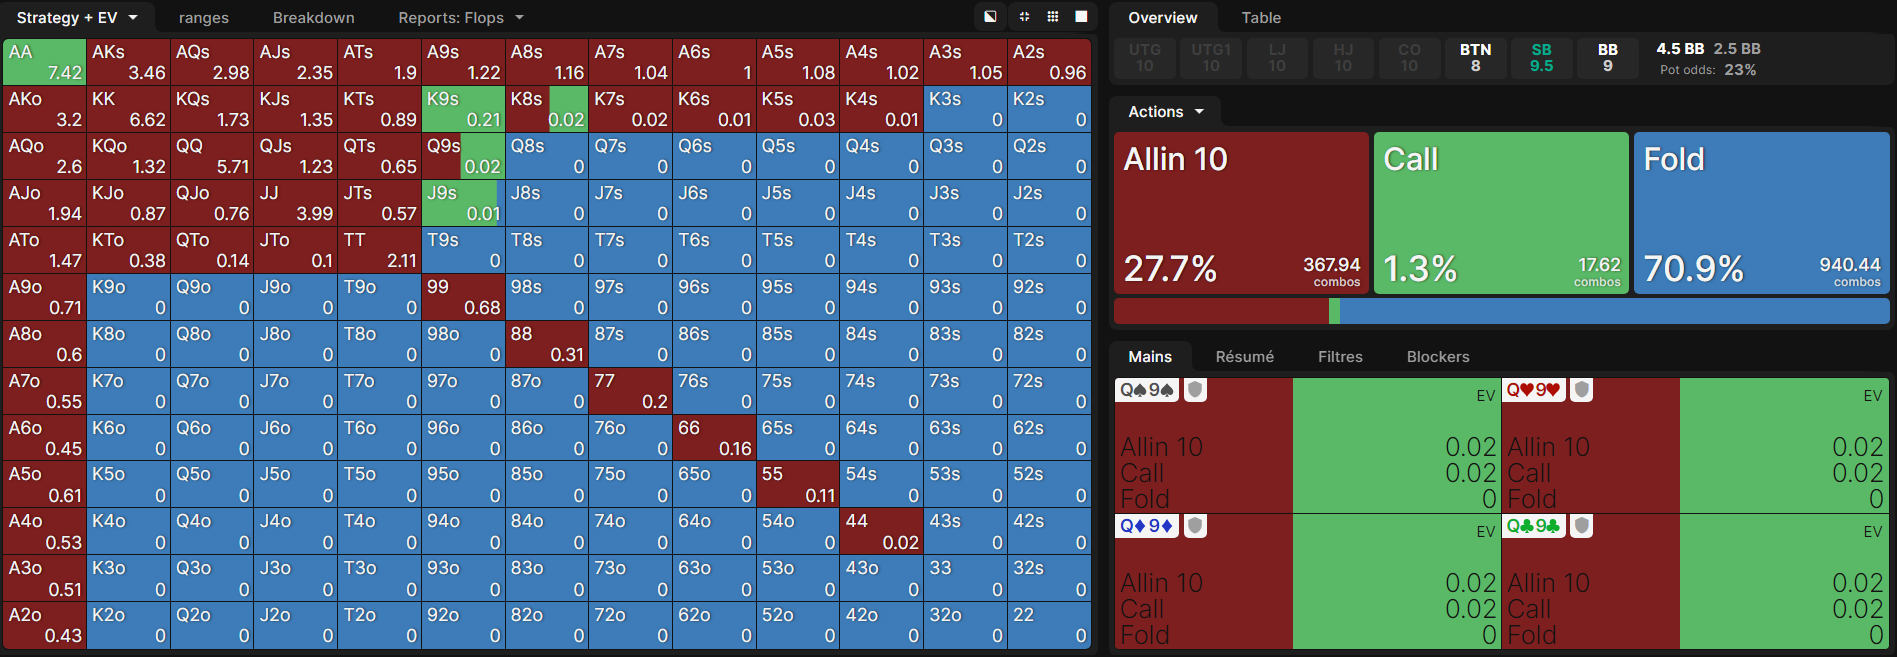 Strategy + EV ranges Breakdown Reports: Flops
AA AKs AQs AJs ATs A9s A8s A7s A6s A5s A4s A3s A2s
7.42 3.46 2.98 2.35 1.9 1.22 1.16 1.04 1 1.08 1.02 1.05 0.96
AKo KK KQs KJs KTs K9s K8s K7s K6s K5s K4s K3s K2s
3.2 6.62 1.73 1.35 0.89 0.21 0.02 0.02 0.01 0.03 0.01 0 0
AQo KQo QQ QJs QTs Q9s Q8s Q7s Q6s Q5s Q4s Q3s Q2s
2.6 1.32 5.71 1.23 0.65 0.02 0 0 0 0 0 0 0
AJo KJo QJo JJ JTs J9s J8s J7s J6s J5s J4s J3s J2s
1.94 0.87 0.76 3.99 0.57 0.01 0 0 0 0 0 0 0
ATo KTo QTo JTo TT T9s T8s T7s T6s T5s T4s T3s T2s
1.47 0.38 0.14 0.1 2.11 0 0 0 0 0 0 0 0
A9o K9o Q9o J9o T9o 99 98s 97s 96s 95s 94s 93s 92s
0.71 0 0 0 0 0.68 0 0 0 0 0 0 0
A8o K8o Q8o J8o T8o 98o 88 87s 86s 85s 84s 83s 82s
0.6 0 0 0 0 0 0.31 0 0 0 0 0 0
A7o K7o Q7o J7o T7o 97o 87o 77 76s 75s 74s 73s 72s
0.55 0 0 0 0 0 0 0.2 0 0 0 0 0
A6o K6o Q6o J6o T6o 96o 86o 76o 66 65s 64s 63s 62s
0.45 0 0 0 0 0 0 0 0.16 0 0 0 0
A5o K5o Q5o J5o T5o 95o 85o 75o 65o 55 54s 53s 52s
0.61 0 0 0 0 0 0 0 0 0.11 0 0 0
A4o K4o Q4o J4o T4o 94o 84o 74o 64o 54o 44 43s 42s
0.53 0 0 0 0 0 0 0 0 0 0.02 0 0
A3o K3o Q3o J3o T3o 93o 83o 73o 63o 53o 43o 33 32s
0.51 0 0 0 0 0 0 0 0 0 0 0 0
A2o K2o Q2o J2o T2o 92o 82o 72o 62o 52o 42o 32o 22
0.43 0 0 0 0 0 0 0 0 0 0 0 0
Overview Table
UTG UTG1 LJ HJ CO BTN SB BB 4.5 BB 2.5 BB
10 10 10 10 10 8 9.5 9 Pot odds: 23%
Actions
Allin 10 Call Fold
27.7% 367.94 combos 1.3% 17.62 combos 70.9% 940.44 combos
Mains Résumé Filtres Blockers
Q♠9♠ EV Q♥9♥ EV
Allin 10 0.02 Allin 10 0.02
Call 0.02 Call 0.02
Fold 0 Fold 0
Q♦9♦ EV Q♣9♣ EV
Allin 10 0.02 Allin 10 0.02
Call 0.02 Call 0.02
Fold 0 Fold 0